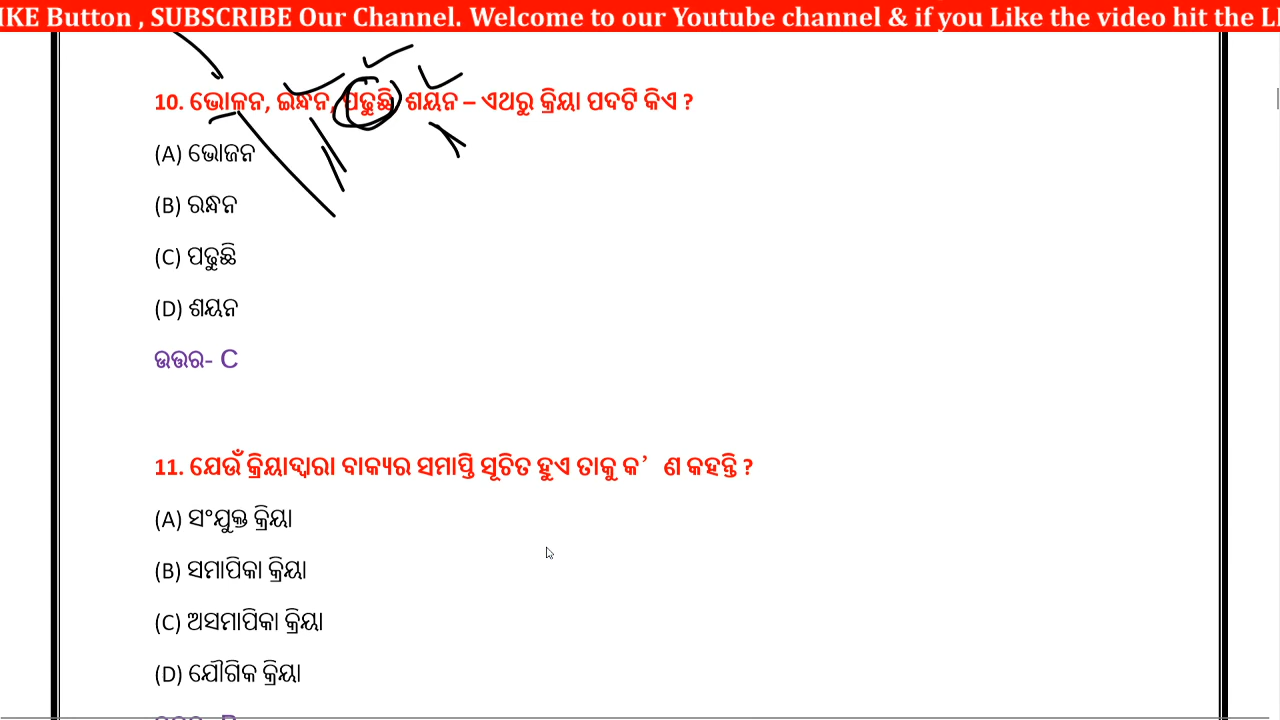 IKE Button , SUBSCRIBE Our Channel. Welcome to our Youtube channel & if you Like the video hit the LI
10. ଭୋଳନ, ଇନ୍ଧନ, ପଢୁଛି, ଶୟନ – ଏଥରୁ କ୍ରିୟା ପଦଟି କିଏ ?
(A) ଭୋଜନ
(B) ରନ୍ଧନ
(C) ପଢୁଛି
(D) ଶୟନ
ଉତ୍ତର- C
11. ଯେଉଁ କ୍ରିୟାଦ୍ଵାରା ବାକ୍ୟର ସମାପ୍ତି ସୂଚିତ ହୁଏ ତାକୁ କ’ ଣ କହନ୍ତି ?
(A) ସଂଯୁକ୍ତ କ୍ରିୟା
(B) ସମାପିକା କ୍ରିୟା
(C) ଅସମାପିକା କ୍ରିୟା
(D) ଯୌଗିକ କ୍ରିୟା